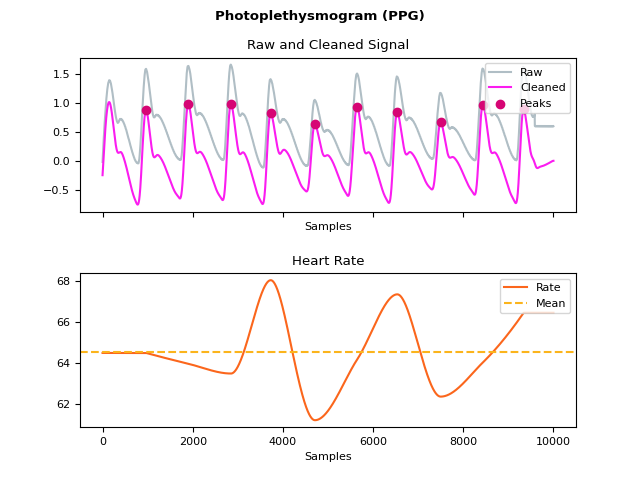 Photoplethysmogram (PPG)
Raw and Cleaned Signal
1.5
1.0
0.5
0.0
−0.5
Raw
Cleaned
Peaks
Samples
Heart Rate
68
66
64
62
Rate
Mean
0 2000 4000 6000 8000 10000
Samples